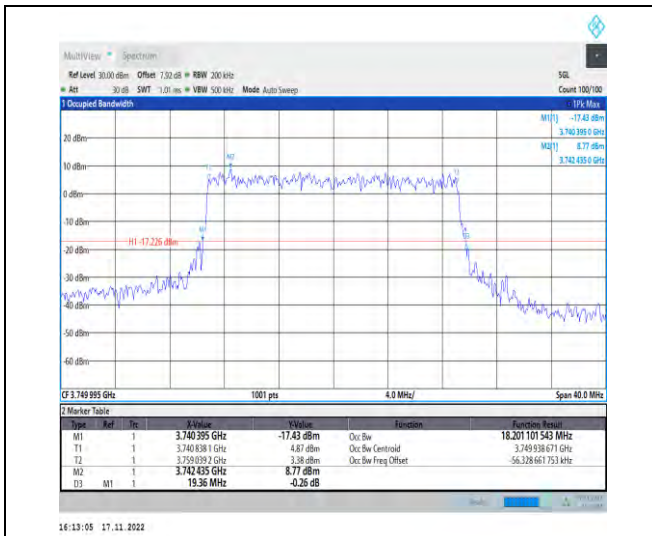 MultiView Spectrum
Ref Level 30.00 dBm Offset 7.92 dB RBW 200 kHz SGL
Att 30 dB SWT 1.01 ms VBW 500 kHz Mode Auto Sweep Count 100/100
1 Occupied Bandwidth 1Pk Max
M1[1] -17.43 dBm
3.740 395 0 GHz
M2[1] 8.77 dBm
3.742 435 0 GHz
20 dBm
10 dBm
0 dBm
-10 dBm
-20 dBm
-30 dBm
-40 dBm
-50 dBm
-60 dBm
H1 -17.226 dBm
M2
M1
CF 3.749 995 GHz 1001 pts 4.0 MHz/ Span 40.0 MHz
2 Marker Table
Type Ref Trc X-Value Y-Value Function Function Result
M1 1 3.740 395 GHz -17.43 dBm Occ Bw 18.201 101 543 MHz
T1 1 3.740 838 1 GHz 4.87 dBm Occ Bw Centroid 3.749 938 671 GHz
T2 1 3.759 039 2 GHz 3.38 dBm Occ Bw Freq Offset -56.328 661 753 kHz
M2 1 3.742 435 GHz 8.77 dBm
D3 M1 1 19.36 MHz -0.26 dB
16:13:05 17.11.2022